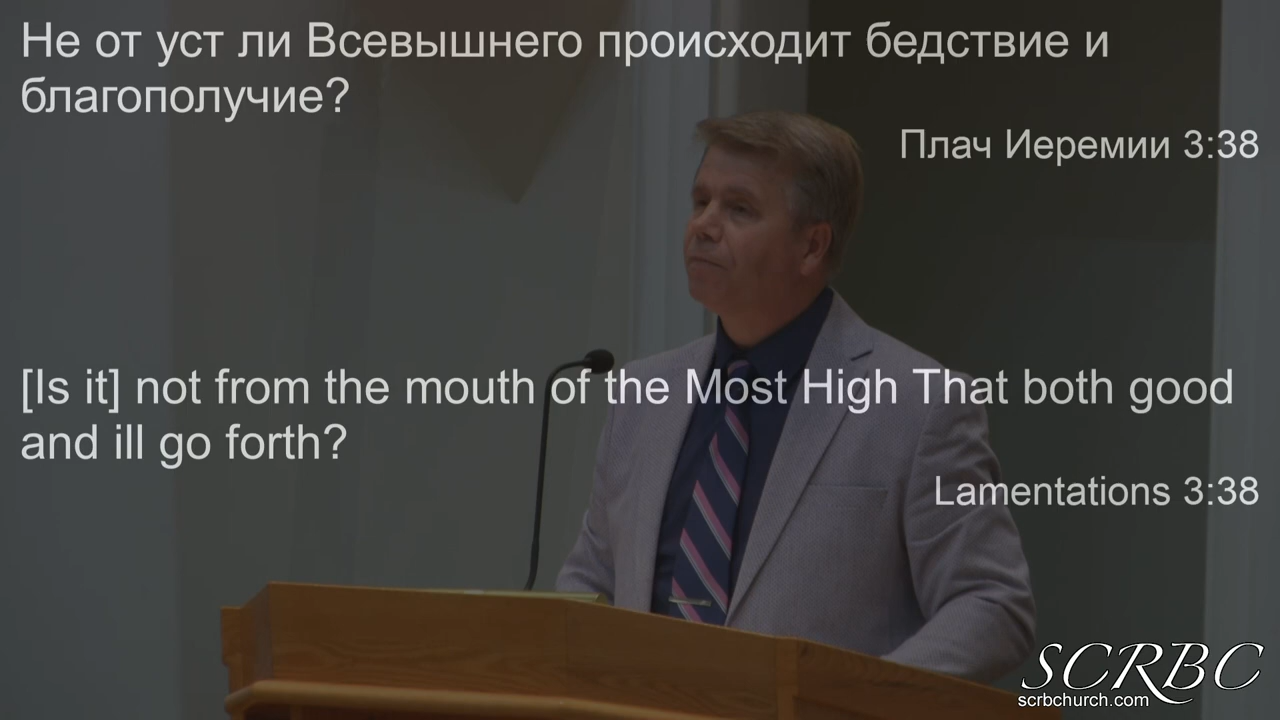 Не от уст ли Всевышнего происходит бедствие и
благополучие?
Плач Иеремии 3:38
[Is it] not from the mouth of the Most High That both good
and ill go forth?
Lamentations 3:38
SCRBC
scrbchurch.com